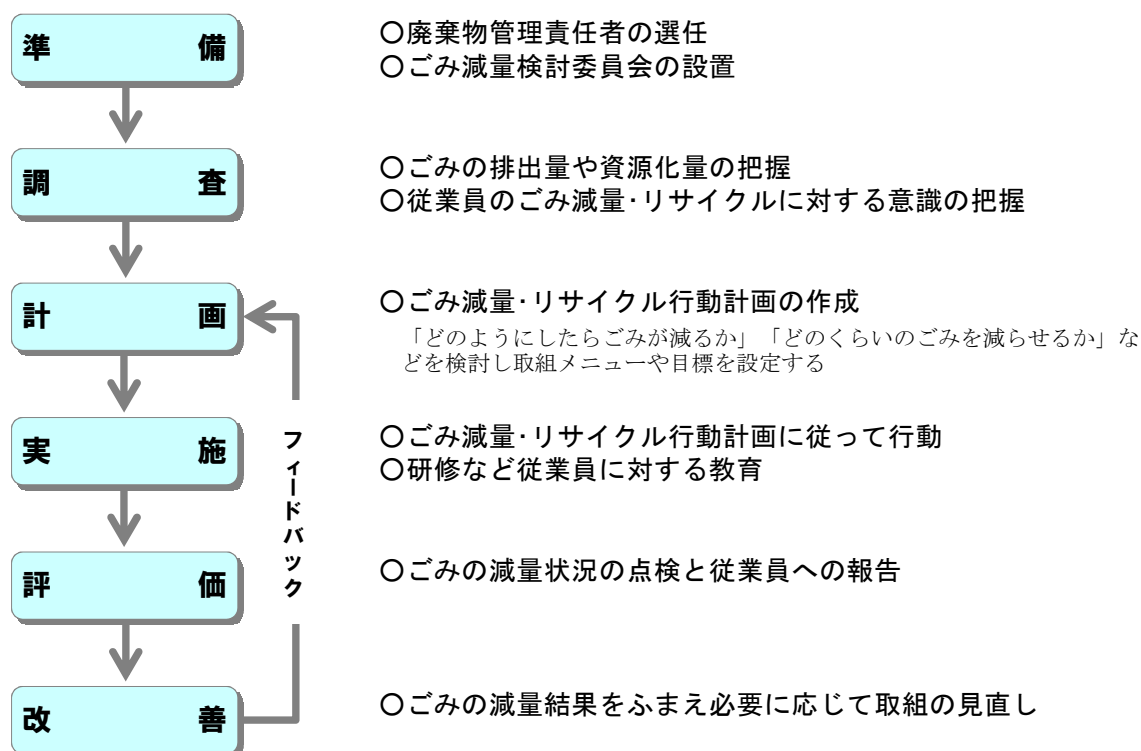 準備
〇廃棄物管理責任者の選任
〇ごみ減量検討委員会の設置
調査
〇ごみの排出量や資源化量の把握
〇従業員のごみ減量・リサイクルに対する意識の把握
計画
〇ごみ減量・リサイクル行動計画の作成
「どのようにしたらごみが減るか」「どのくらいのごみを減らせるか」な
どを検討し取組メニューや目標を設定する
実施
〇ごみ減量・リサイクル行動計画に従って行動
〇研修など従業員に対する教育
フィードバック
評価
〇ごみの減量状況の点検と従業員への報告
改善
〇ごみの減量結果をふまえ必要に応じて取組の見直し